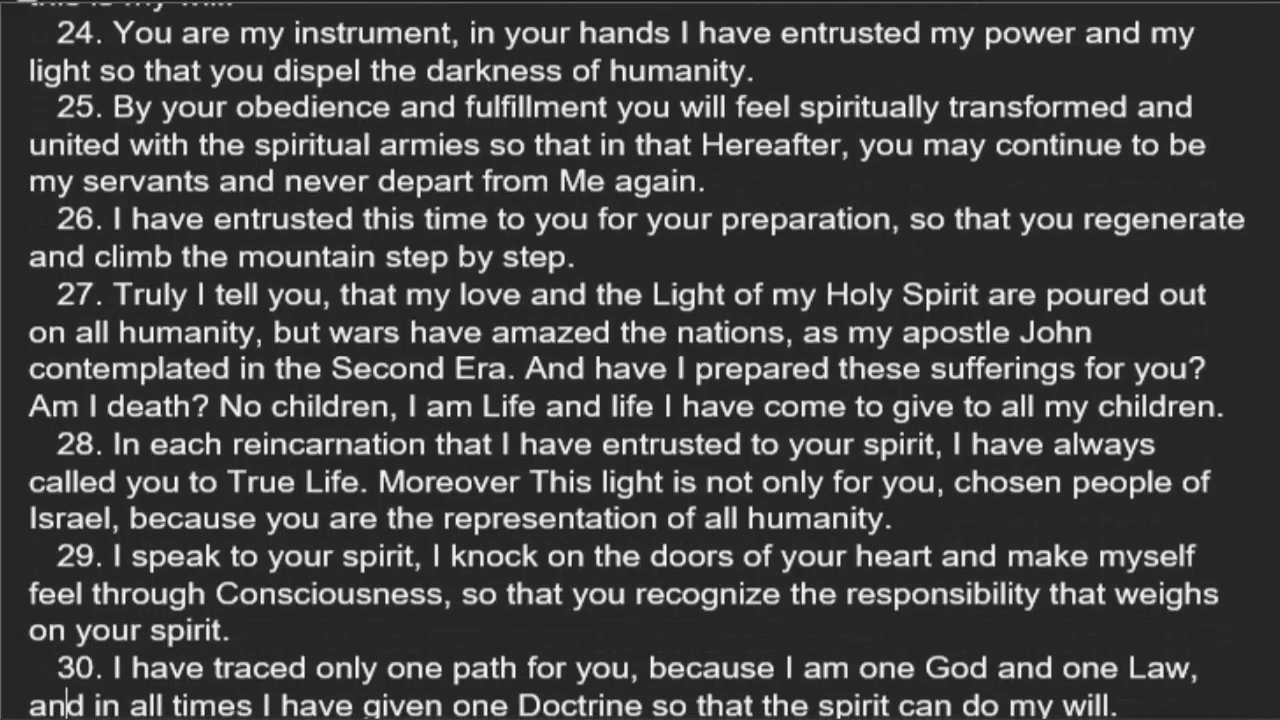 this is my will.
24. You are my instrument, in your hands I have entrusted my power and my
light so that you dispel the darkness of humanity.
25. By your obedience and fulfillment you will feel spiritually transformed and
united with the spiritual armies so that in that Hereafter, you may continue to be
my servants and never depart from Me again.
26. I have entrusted this time to you for your preparation, so that you regenerate
and climb the mountain step by step.
27. Truly I tell you, that my love and the Light of my Holy Spirit are poured out
on all humanity, but wars have amazed the nations, as my apostle John
contemplated in the Second Era. And have I prepared these sufferings for you?
Am I death? No children, I am Life and life I have come to give to all my children.
28. In each reincarnation that I have entrusted to your spirit, I have always
called you to True Life. Moreover This light is not only for you, chosen people of
Israel, because you are the representation of all humanity.
29. I speak to your spirit, I knock on the doors of your heart and make myself
feel through Consciousness, so that you recognize the responsibility that weighs
on your spirit.
30. I have traced only one path for you, because I am one God and one Law,
and in all times I have given one Doctrine so that the spirit can do my will.